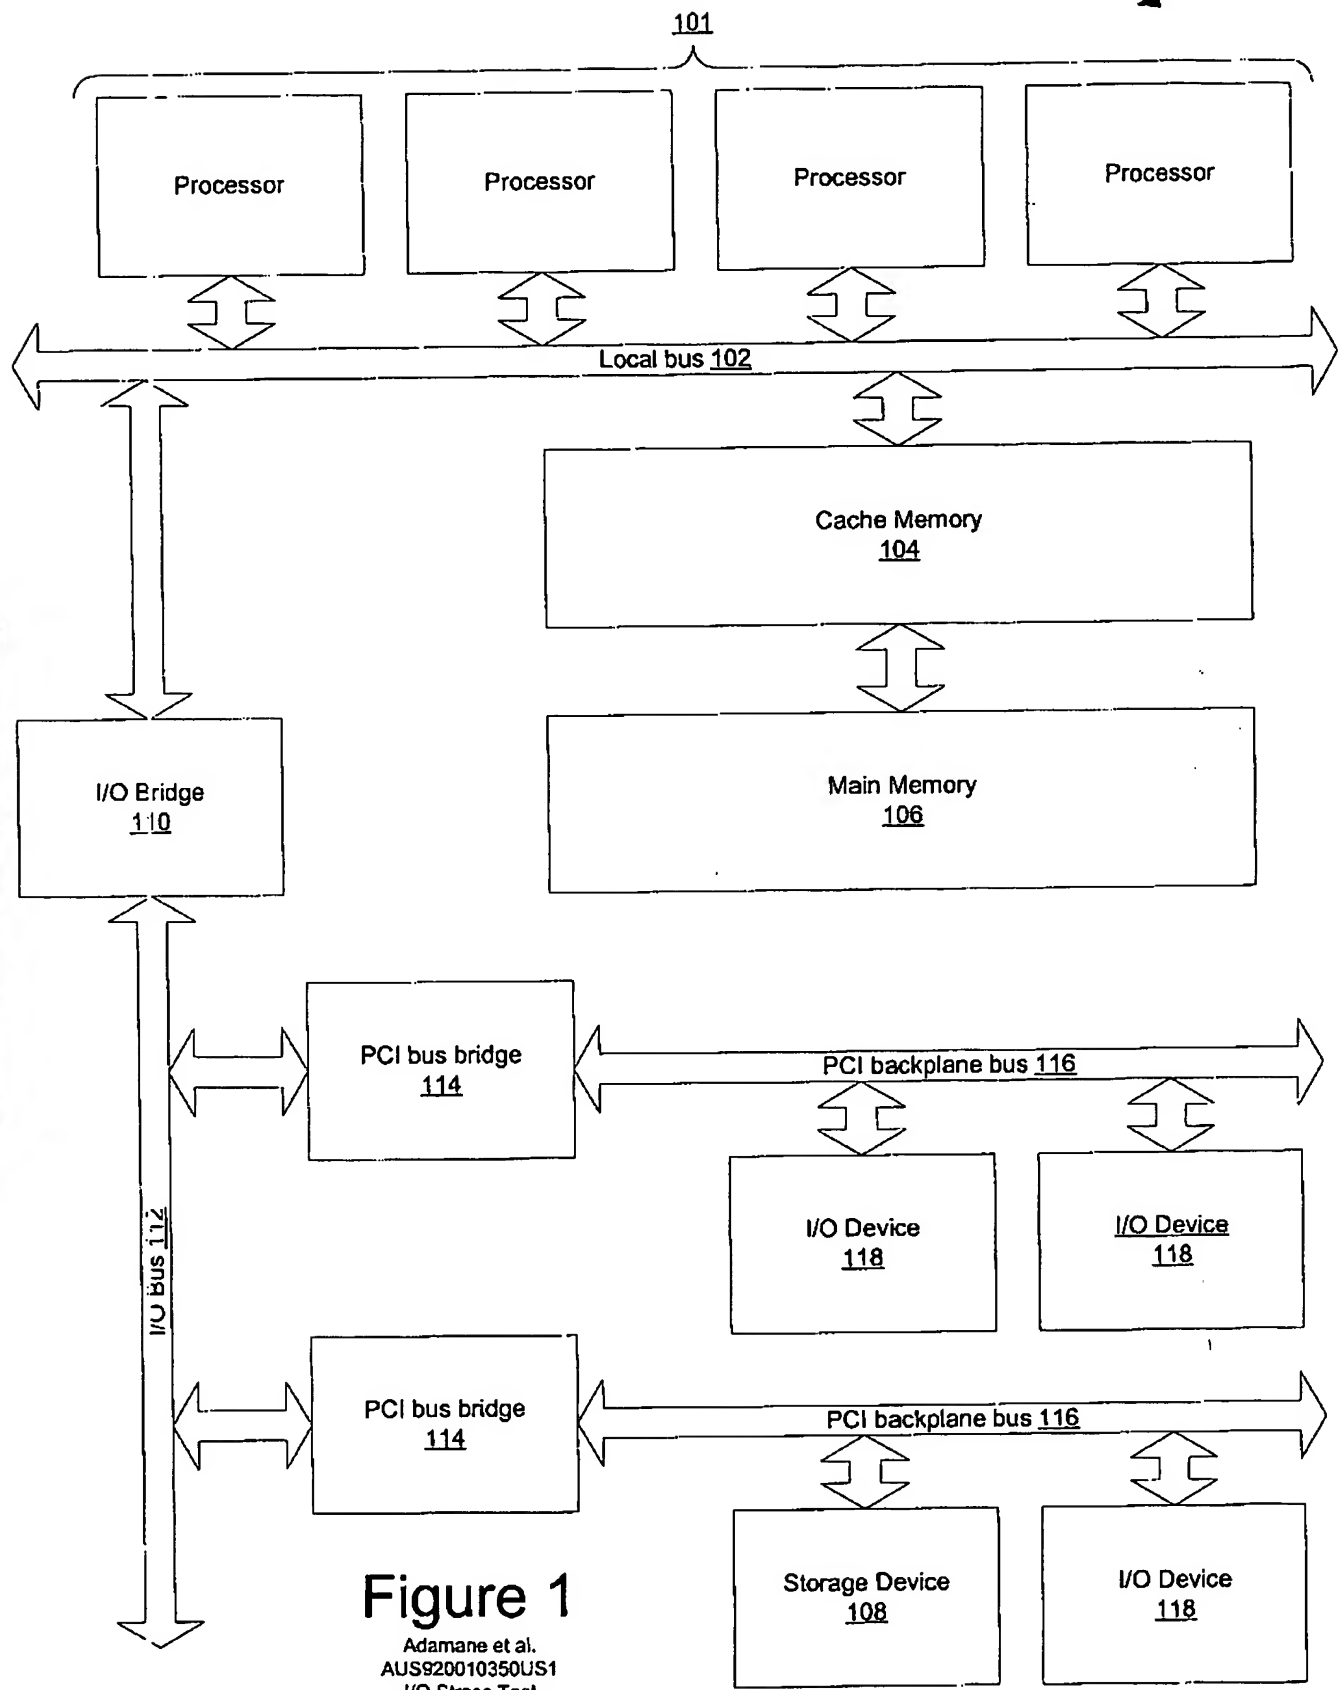 101
Processor
Processor
Processor
Processor
Local bus 102
Cache Memory
104
Main Memory
106
I/O Bridge
110
PCI bus bridge
114
PCI backplane bus 116
I/O Device
118
I/O Device
118
I/O Bus 112
PCI bus bridge
114
PCI backplane bus 116
Storage Device
108
I/O Device
118
Figure 1
Adamane et al.
AUS920010350US1
I/O Stress Test